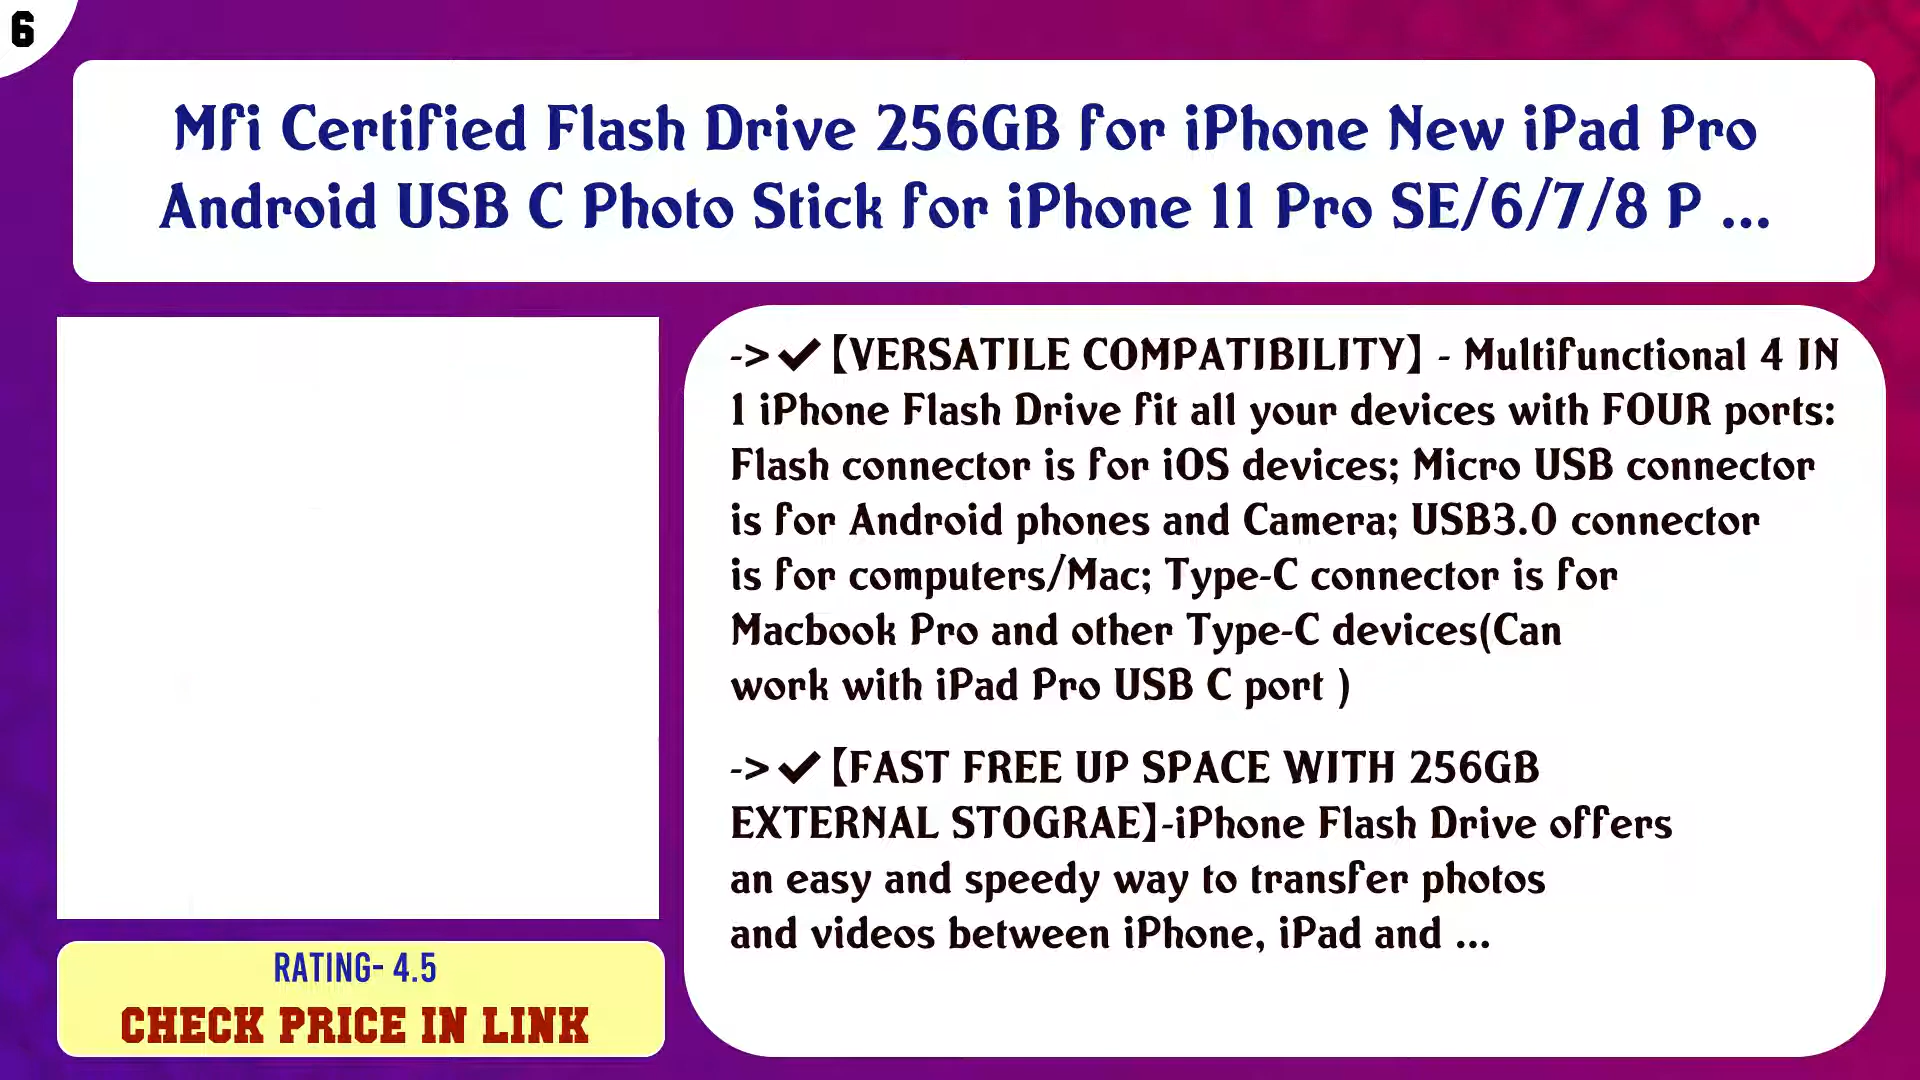 6
Mfi Certified Flash Drive 256GB for iPhone New iPad Pro
Android USB C Photo Stick for iPhone 11 Pro SE/6/7/8 P ...
->✔【VERSATILE COMPATIBILITY】 - Multifunctional 4 IN
1 iPhone Flash Drive fit all your devices with FOUR ports:
Flash connector is for iOS devices; Micro USB connector
is for Android phones and Camera; USB3.0 connector
is for computers/Mac; Type-C connector is for
Macbook Pro and other Type-C devices(Can
work with iPad Pro USB C port )
->✔【FAST FREE UP SPACE WITH 256GB
EXTERNAL STOGRAE】-iPhone Flash Drive offers
an easy and speedy way to transfer photos
and videos between iPhone, iPad and ...
RATING- 4.5
CHECK PRICE IN LINK